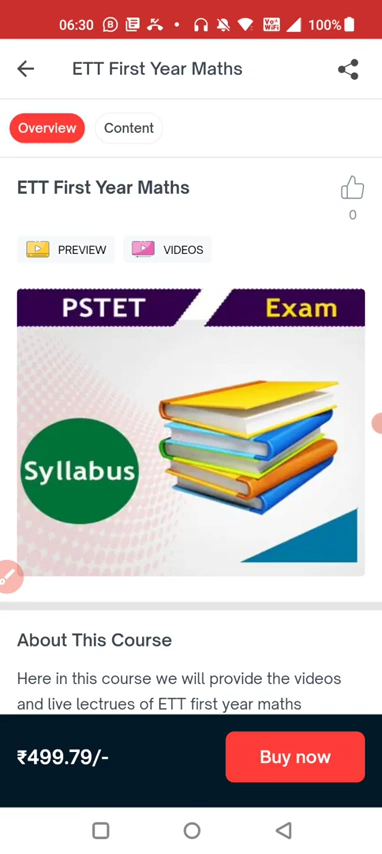 06:30 100%
Vo+ WiFi
ETT First Year Maths
Overview Content
ETT First Year Maths
0
PREVIEW VIDEOS
PSTET Exam
Syllabus
About This Course
Here in this course we will provide the videos
and live lectrues of ETT first year maths
₹499.79/- Buy now